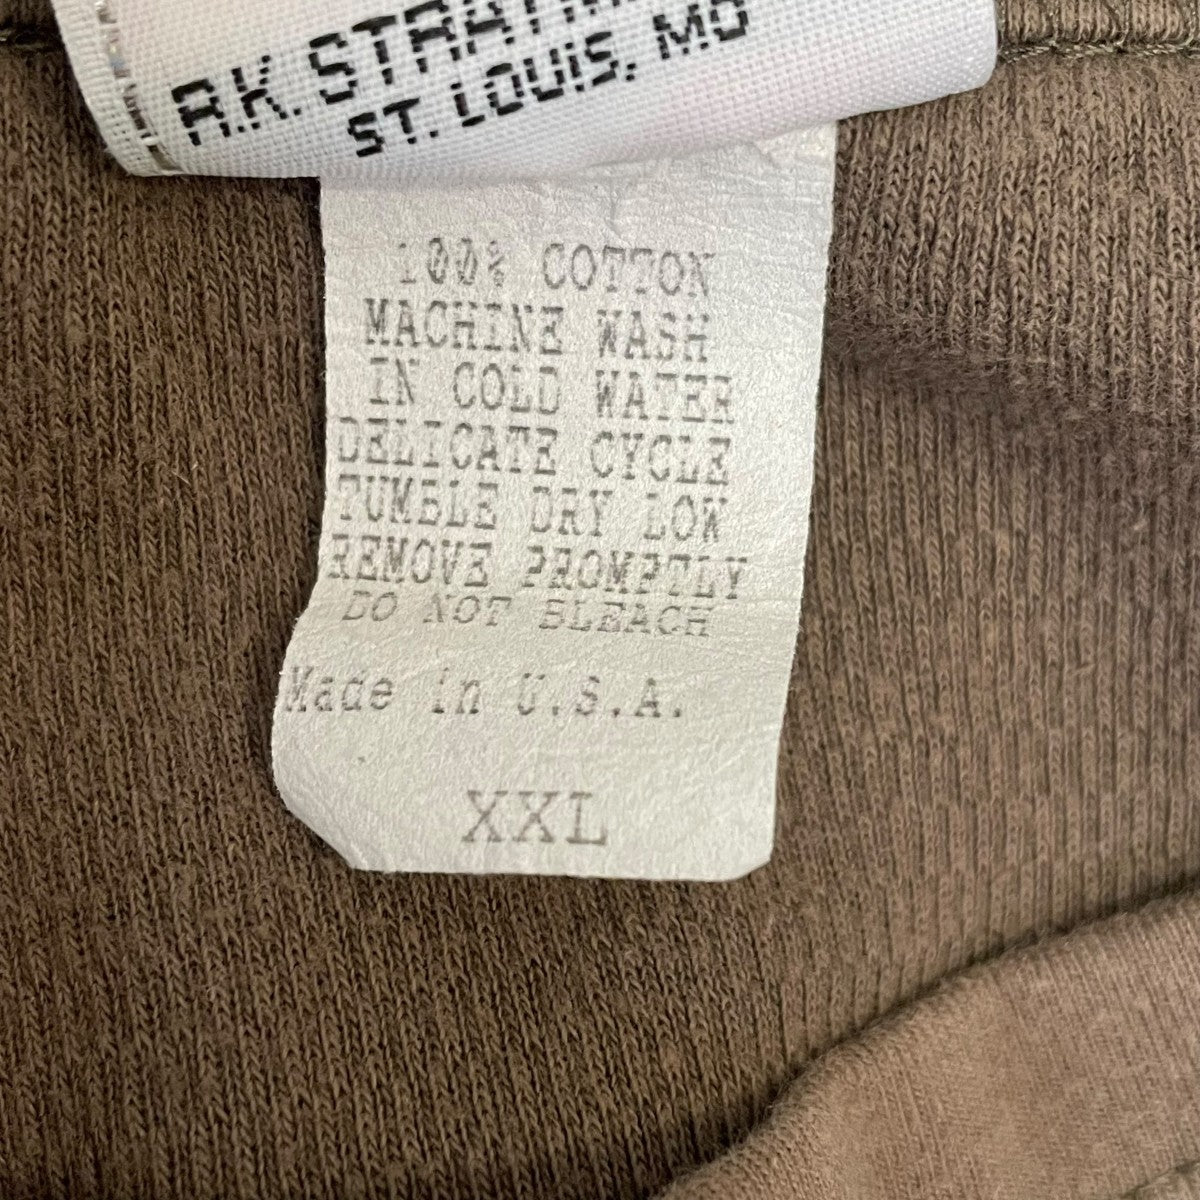 R.K.
ST. LOUIS, MO
100% COTTON
MACHINE WASH
IN COLD WATER
DELICATE CYCLE
TUMBLE DRY LOW
REMOVE PROMPTLY
DO NOT BLEACH
Made in U.S.A.
XXL